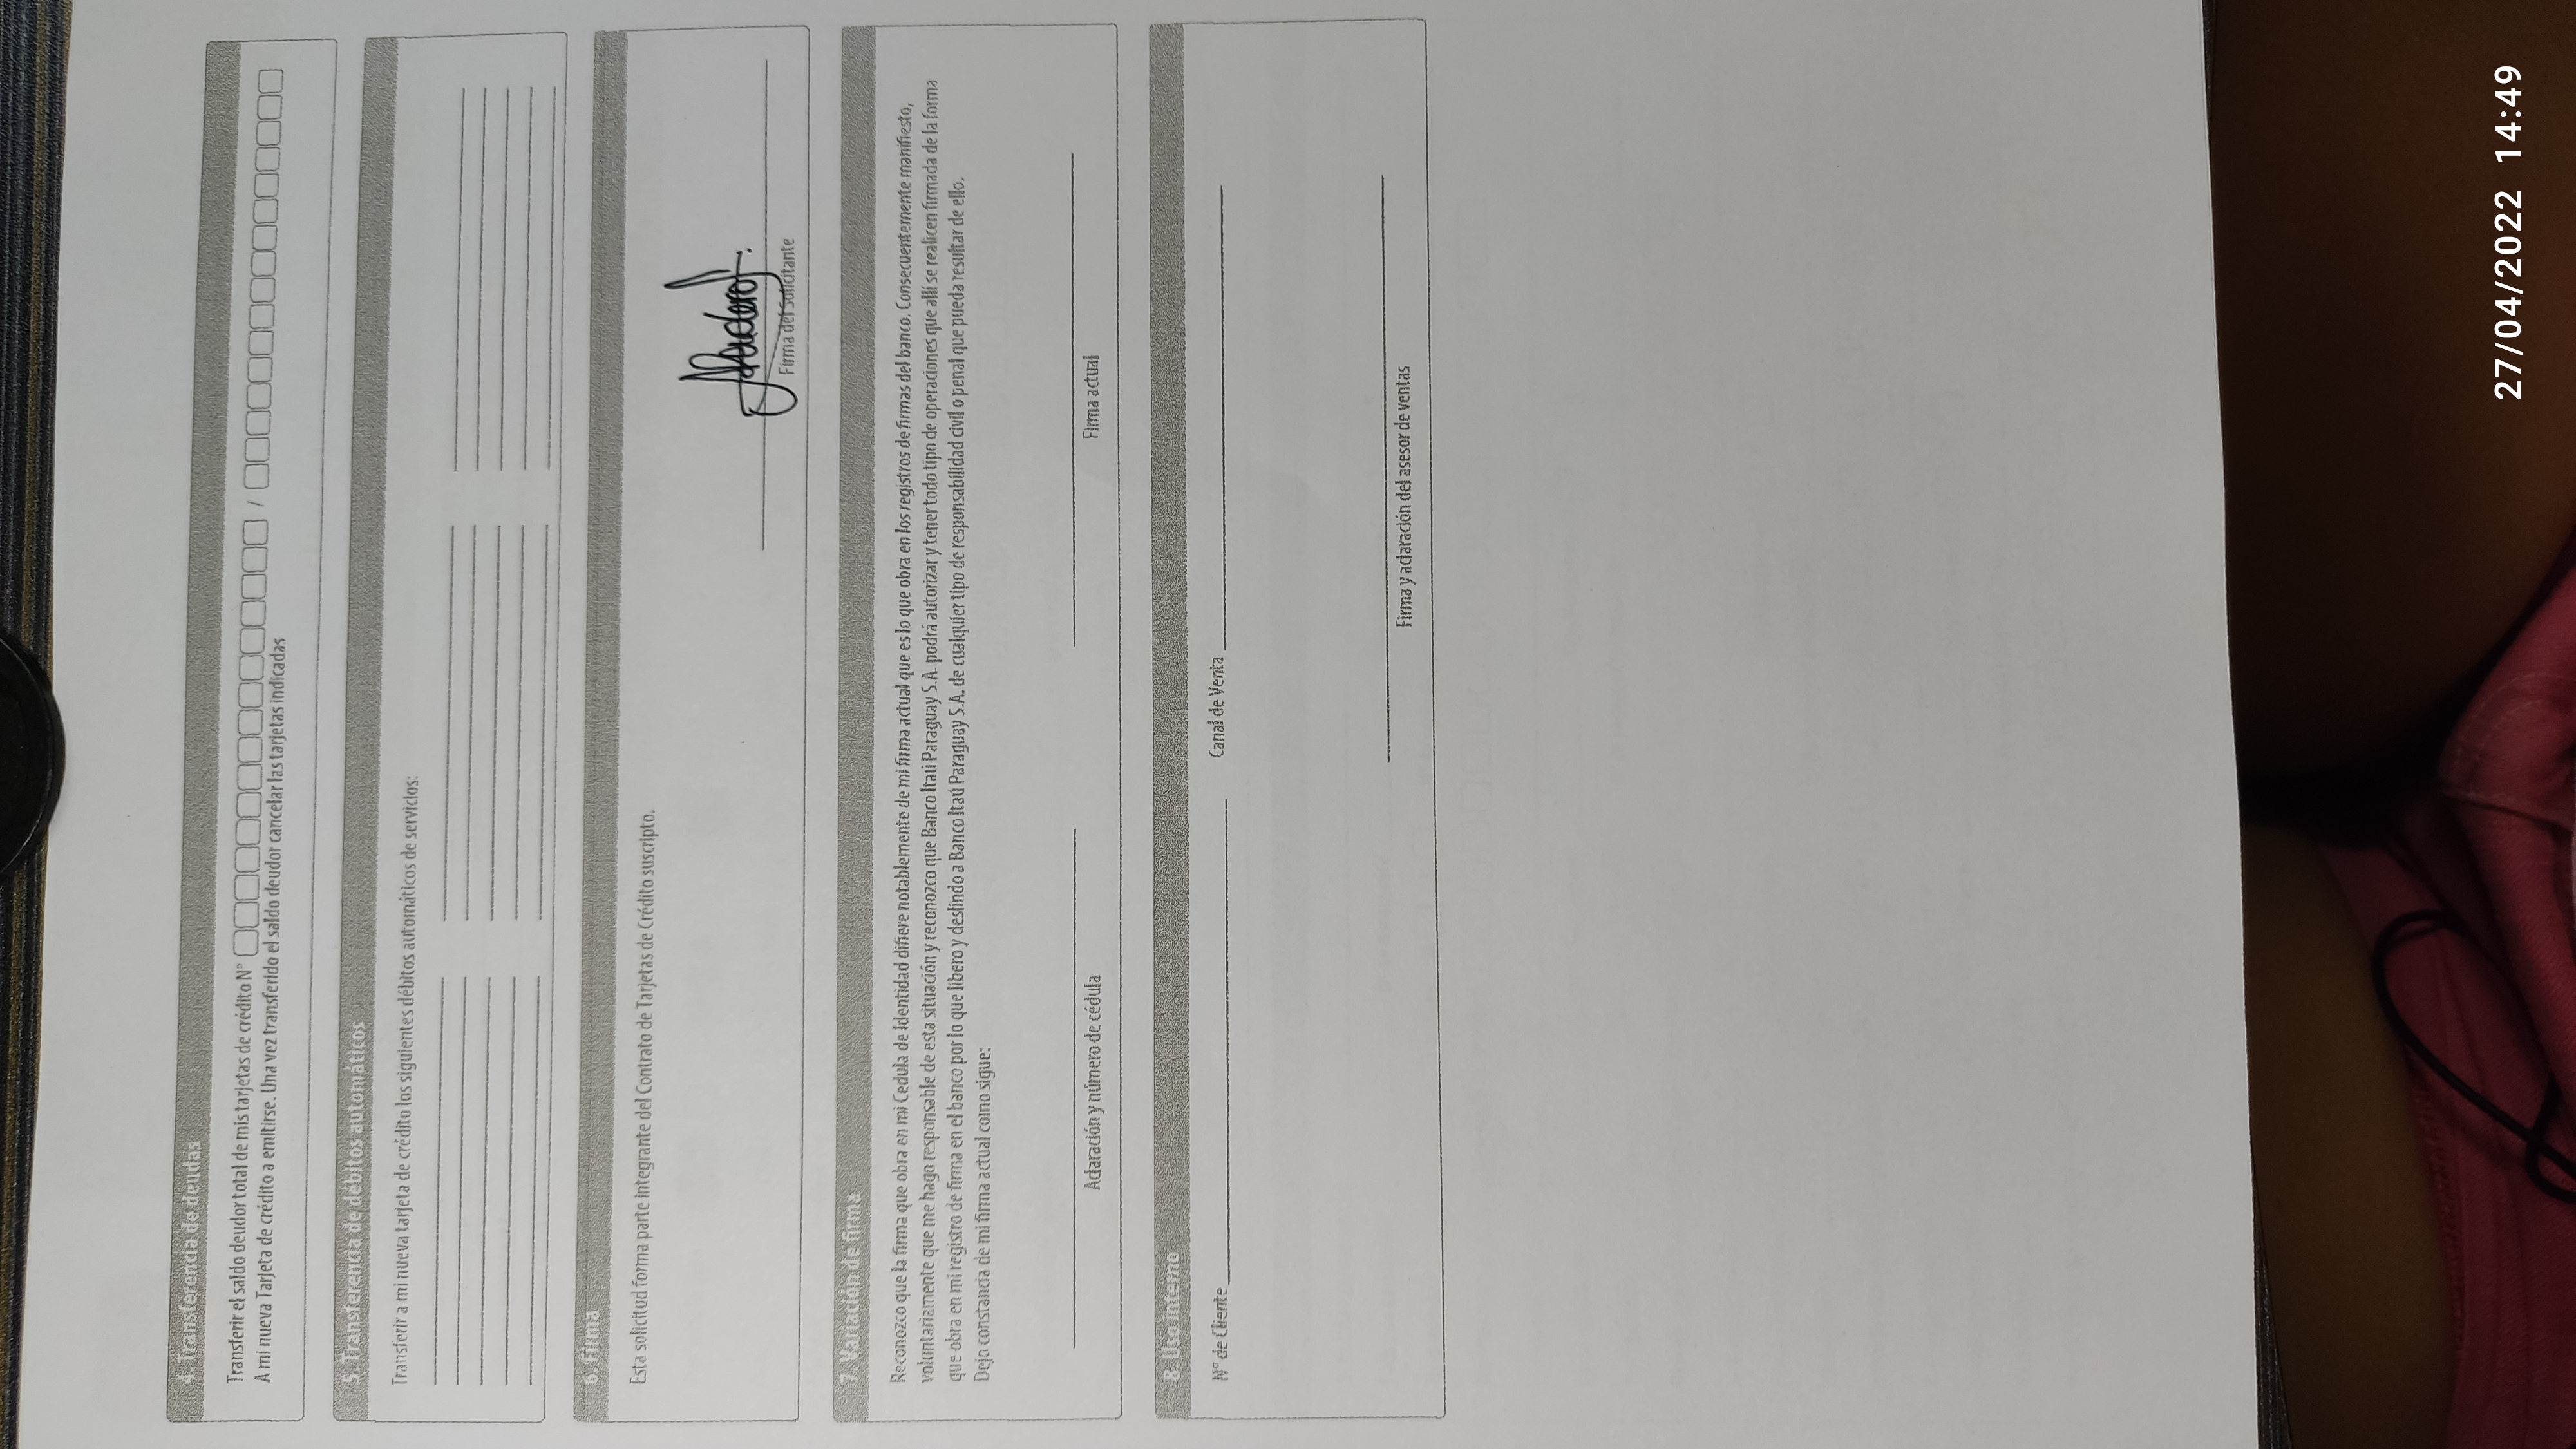 4. Transferencia de deudas
Transferir el saldo deudor total de mis tarjetas de crédito N° /
A mi nueva Tarjeta de crédito a emitirse. Una vez transferido el saldo deudor cancelar las tarjetas indicadas
5. Transferencia de débitos automáticos
Transferir a mi nueva tarjeta de crédito los siguientes débitos automáticos de servicios:
6. Firma
Esta solicitud forma parte integrante del Contrato de Tarjetas de Crédito suscripto.
Firma del Solicitante
7. Variación de firma
Reconozco que la firma que obra en mi Cedula de Identidad difiere notablemente de mi firma actual que es lo que obra en los registros de firmas del banco. Consecuentemente manifiesto,
voluntariamente que me hago responsable de esta situación y reconozco que Banco Itaú Paraguay S.A. podrá autorizar y tener todo tipo de operaciones que allí se realicen firmada de la forma
que obra en mi registro de firma en el banco por lo que libero y deslindo a Banco Itaú Paraguay S.A. de cualquier tipo de responsabilidad civil o penal que pueda resultar de ello.
Dejo constancia de mi firma actual como sigue:
Aclaración y número de cédula Firma actual
8. Uso interno
N° de Cliente Canal de Venta
Firma y aclaración del asesor de ventas
27/04/2022 14:49